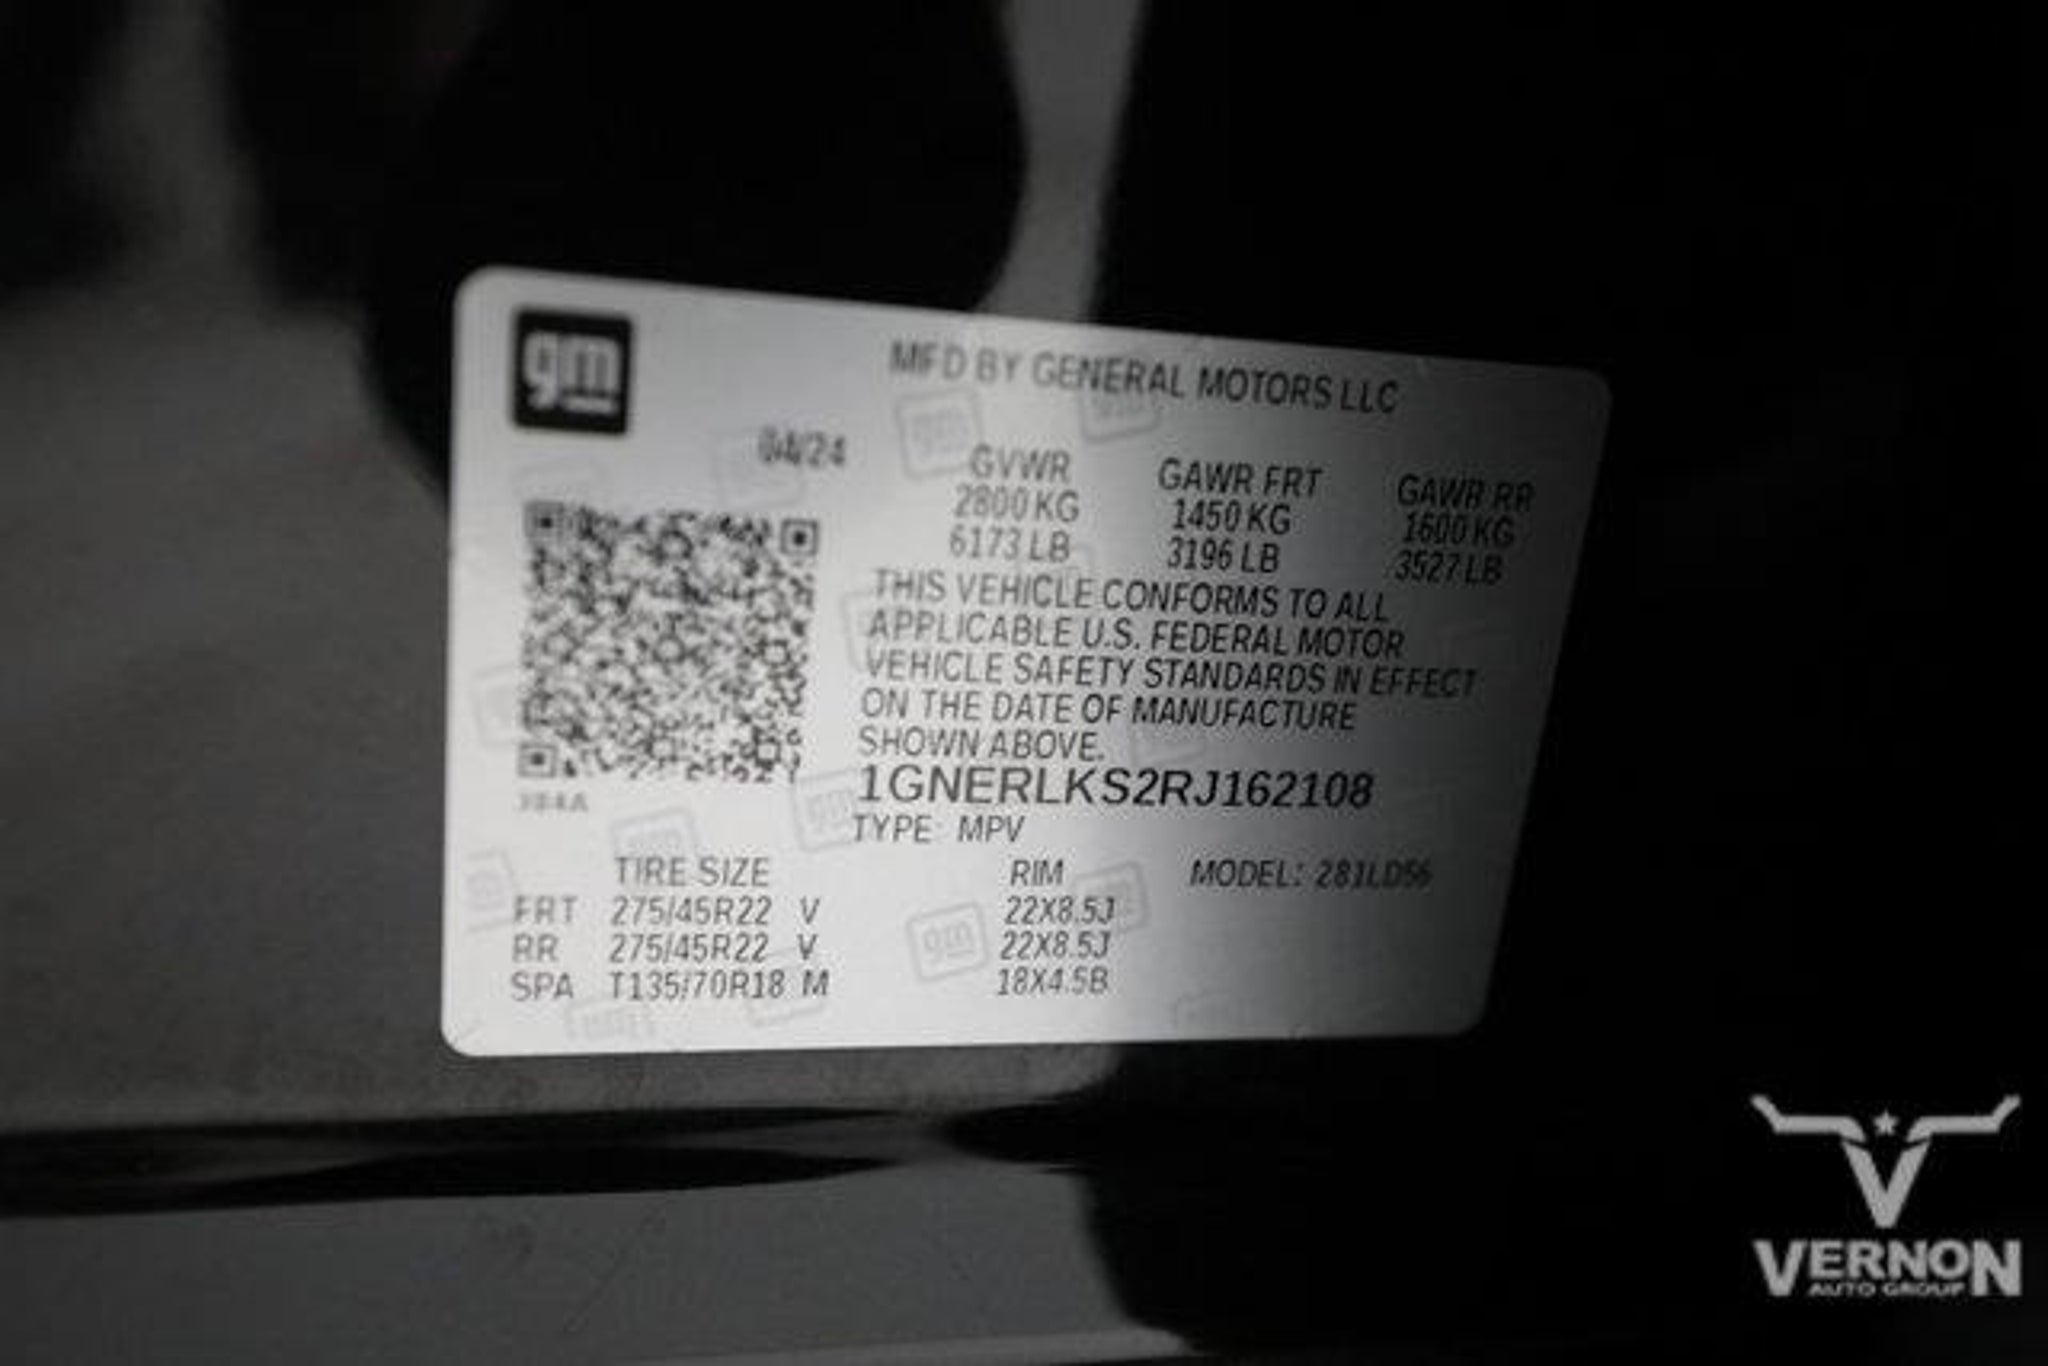 gm
MFD BY GENERAL MOTORS LLC
04/24
GVWR GAWR FRT GAWR RR
2800 KG 1450 KG 1600 KG
6173 LB 3196 LB 3527 LB
THIS VEHICLE CONFORMS TO ALL
APPLICABLE U.S. FEDERAL MOTOR
VEHICLE SAFETY STANDARDS IN EFFECT
ON THE DATE OF MANUFACTURE
SHOWN ABOVE.
1GNERLKS2RJ162108
TYPE: MPV
TIRE SIZE RIM MODEL: 281LD56
FRT 275/45R22 V 22X8.5J
RR 275/45R22 V 22X8.5J
SPA T135/70R18 M 18X4.5B
VERNON
AUTO GROUP